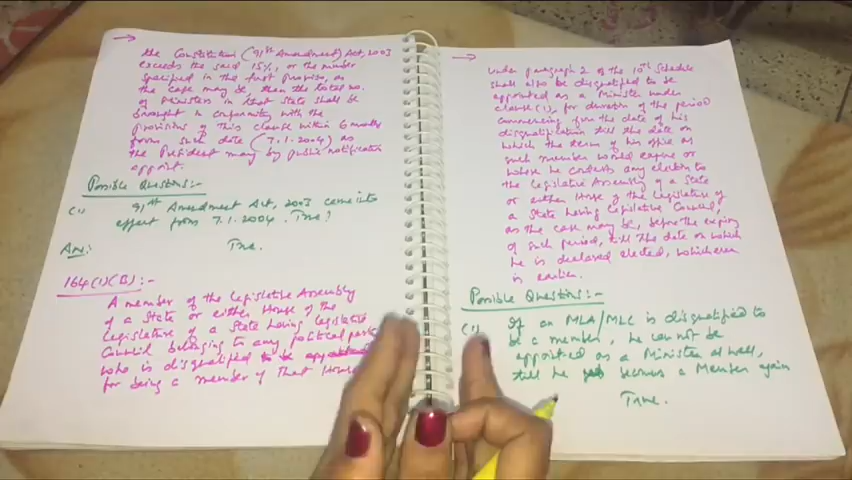 the Constitution (91st Amendment) Act, 2003
exceeds the said 15%, or the number
specified in the first proviso, as
the case may be, then the total no.
of Ministers in that State shall be
brought in conformity with the
provisions of this clause within 6 months
from such date (7.1.2004) as
the President may by public notification
appoint.
Possible Questions:-
(1) 91st Amendment Act, 2003 came into
effect from 7.1.2004. True?
An:
True.
164(1)(B):-
A member of the Legislative Assembly
of a State or either House of the
Legislature of a State having Legislative
Council belonging to any political party
who is disqualified
for being a member of that House
under paragraph 2 of the 10th Schedule
shall also be disqualified to be
appointed as a Minister under
clause (1), for duration of the period
commencing from the date of his
disqualification till the date on
which the term of his office as
such member would expire or
where he contests any election to
the Legislative Assembly of a State
or either House of the Legislature of
a State having Legislative Council,
as the case may be, before the expiry
of such period, till the date on which
he is declared elected, whichever
is earlier.
Possible Questions:-
(1) If an MLA/MLC is disqualified to
be a member, he cannot be
appointed as a Minister as well,
till he becomes a Member again
True.